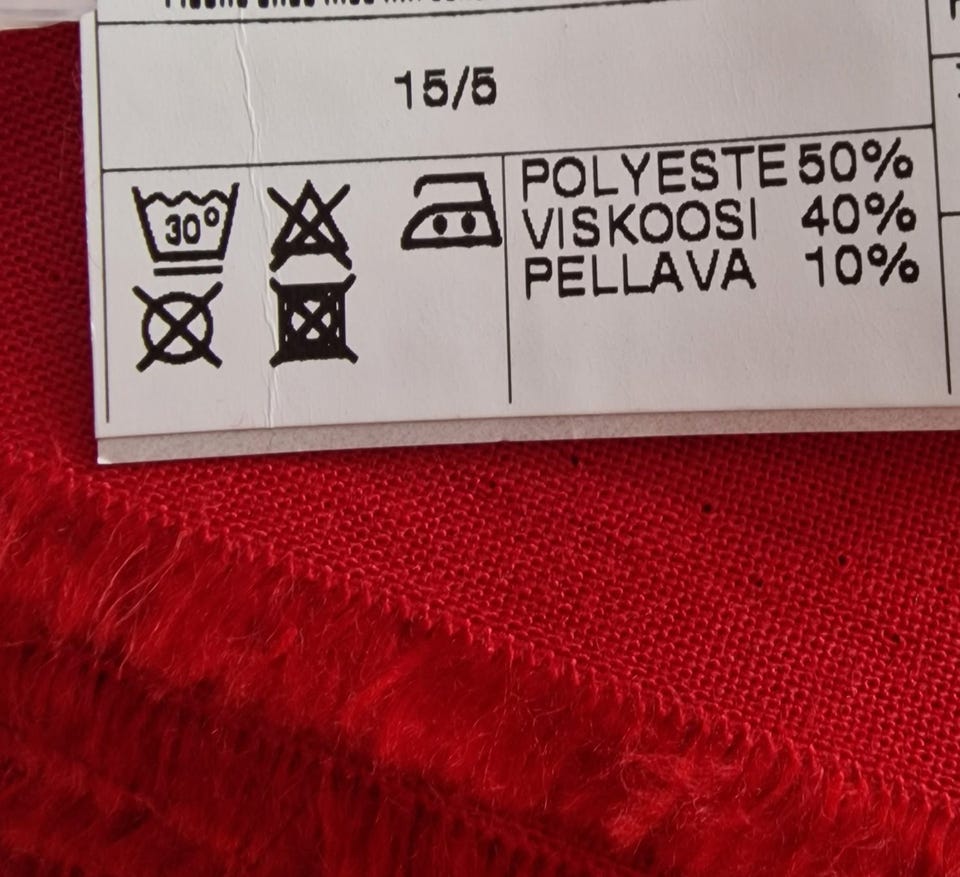 15/5
30°
POLYESTE 50%
VISKOOSI 40%
PELLAVA 10%